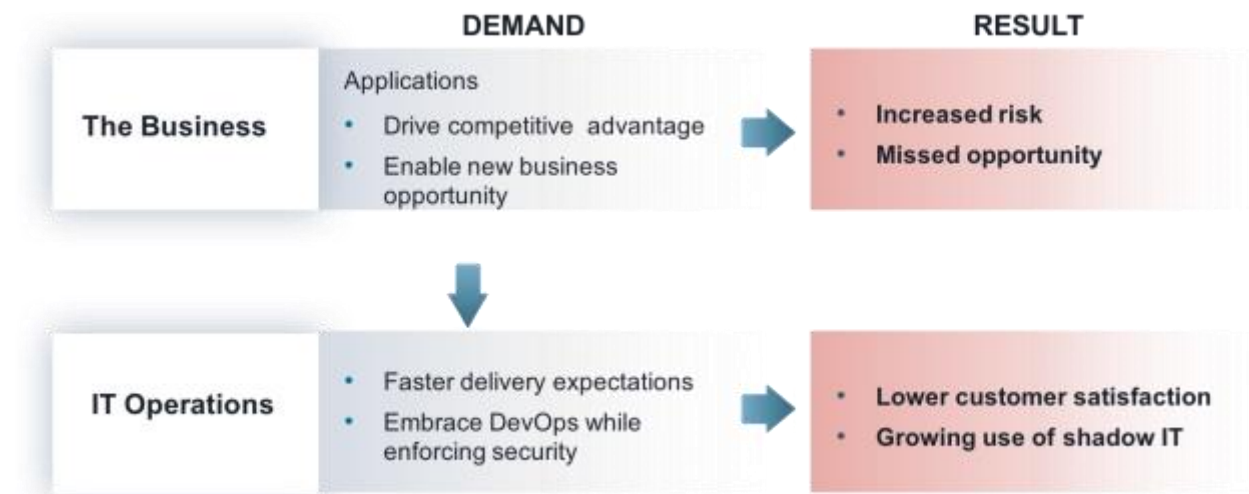 DEMAND
RESULT
The Business
Applications
• Drive competitive advantage
• Enable new business
opportunity
• Increased risk
• Missed opportunity
IT Operations
• Faster delivery expectations
• Embrace DevOps while
enforcing security
• Lower customer satisfaction
• Growing use of shadow IT